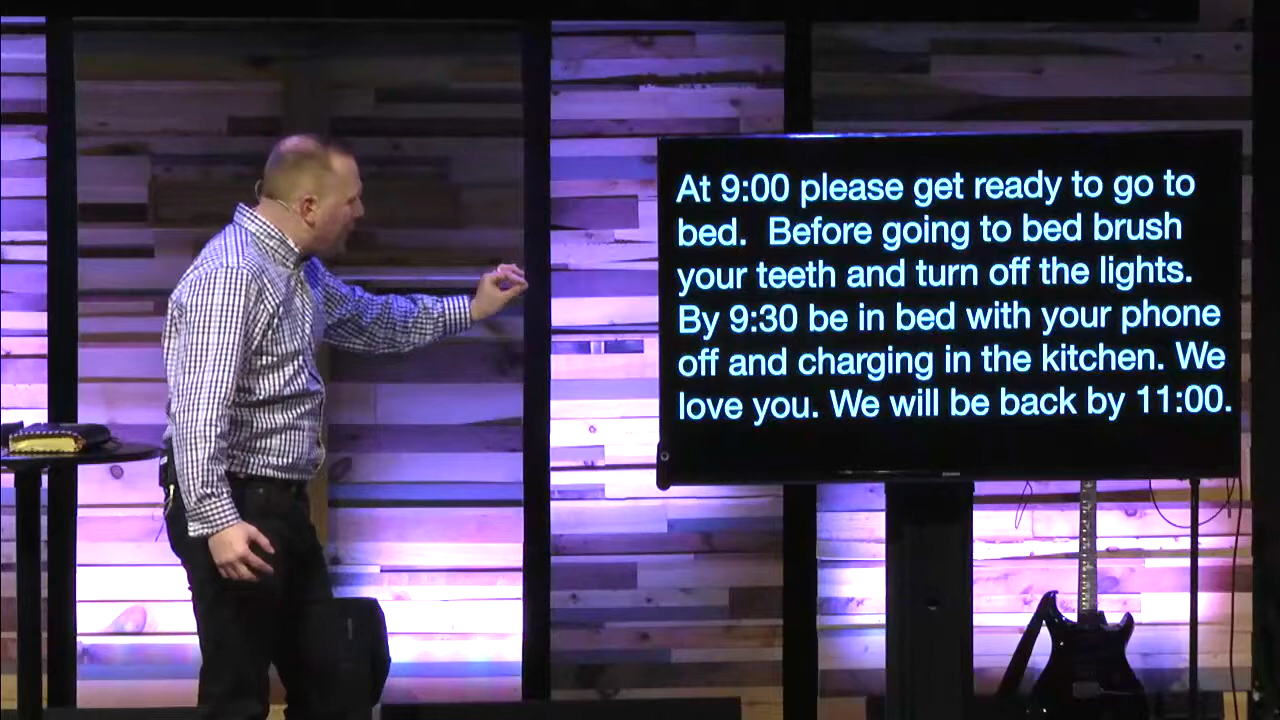 At 9:00 please get ready to go to
bed.  Before going to bed brush
your teeth and turn off the lights.
By 9:30 be in bed with your phone
off and charging in the kitchen. We
love you. We will be back by 11:00.